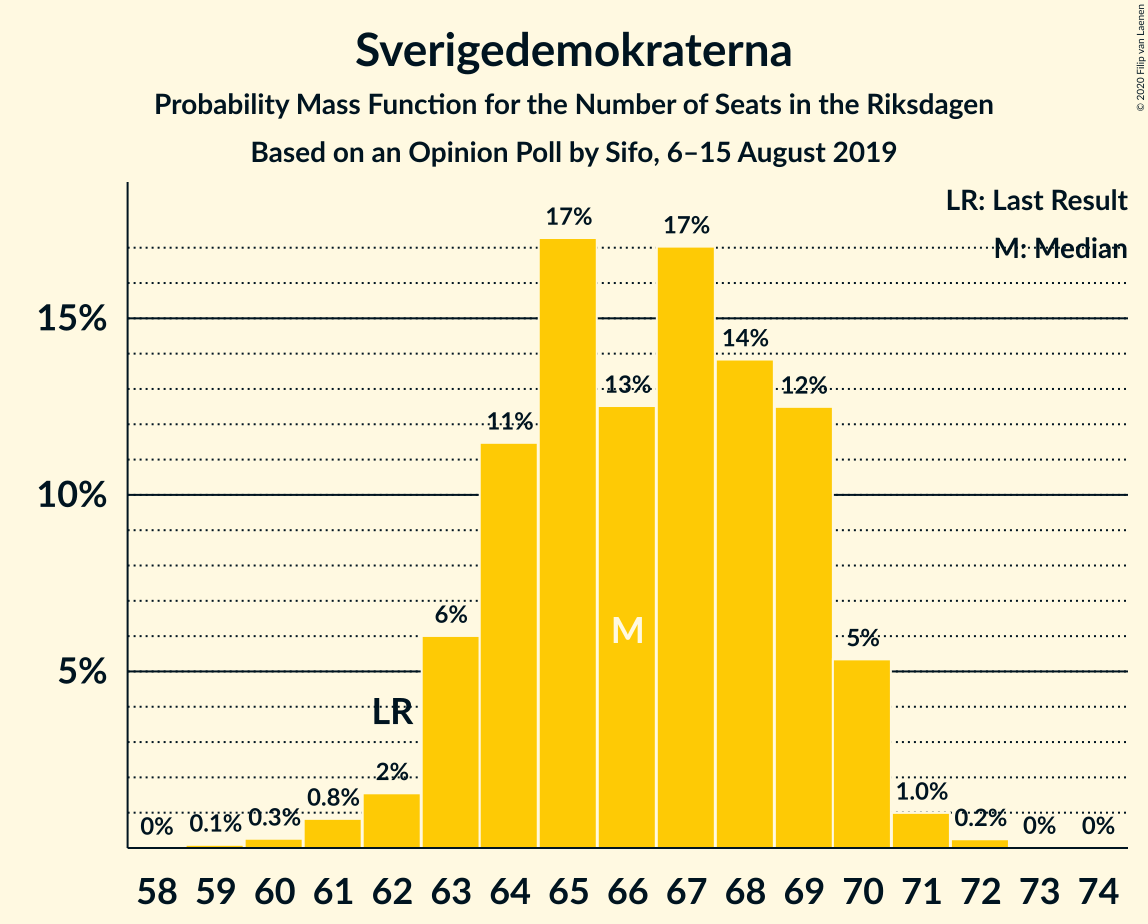 Sverigedemokraterna
Probability Mass Function for the Number of Seats in the Riksdagen
Based on an Opinion Poll by Sifo, 6–15 August 2019
© 2020 Filip van Laenen
LR: Last Result
M: Median
15%
10%
5%
0% 0.1% 0.3% 0.8% 2% 6% 11% 17% 13% 17% 14% 12% 5% 1.0% 0.2% 0% 0%
LR
M
58 59 60 61 62 63 64 65 66 67 68 69 70 71 72 73 74